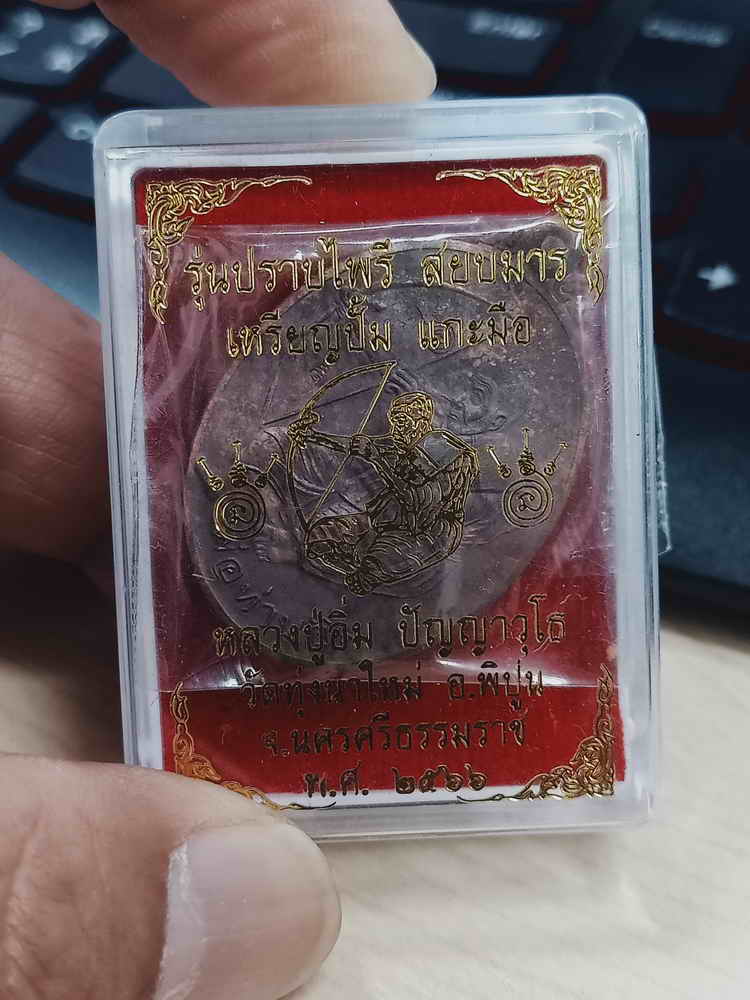 รุ่นปราบไพรี สยบมาร
เหรียญปั้ม แกะมือ
หลวงปู่อิ่ม ปัญญาวุโธ
วัดทุ่งนาใหม่ อ.พิปูน
จ.นครศรีธรรมราช
พ.ศ. ๒๕๖๖